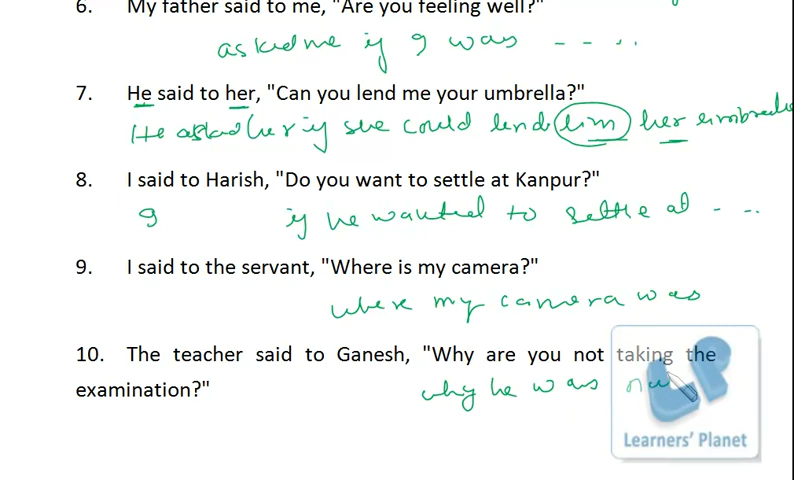 6. My father said to me, "Are you feeling well?"
asked me if I was - - - . .
7. He said to her, "Can you lend me your umbrella?"
He asked her if she could lend him her umbrella
8. I said to Harish, "Do you want to settle at Kanpur?"
I if he wanted to settle at - - . .
9. I said to the servant, "Where is my camera?"
where my camera was
10. The teacher said to Ganesh, "Why are you not taking the
examination?"
why he was
LP
Learners' Planet